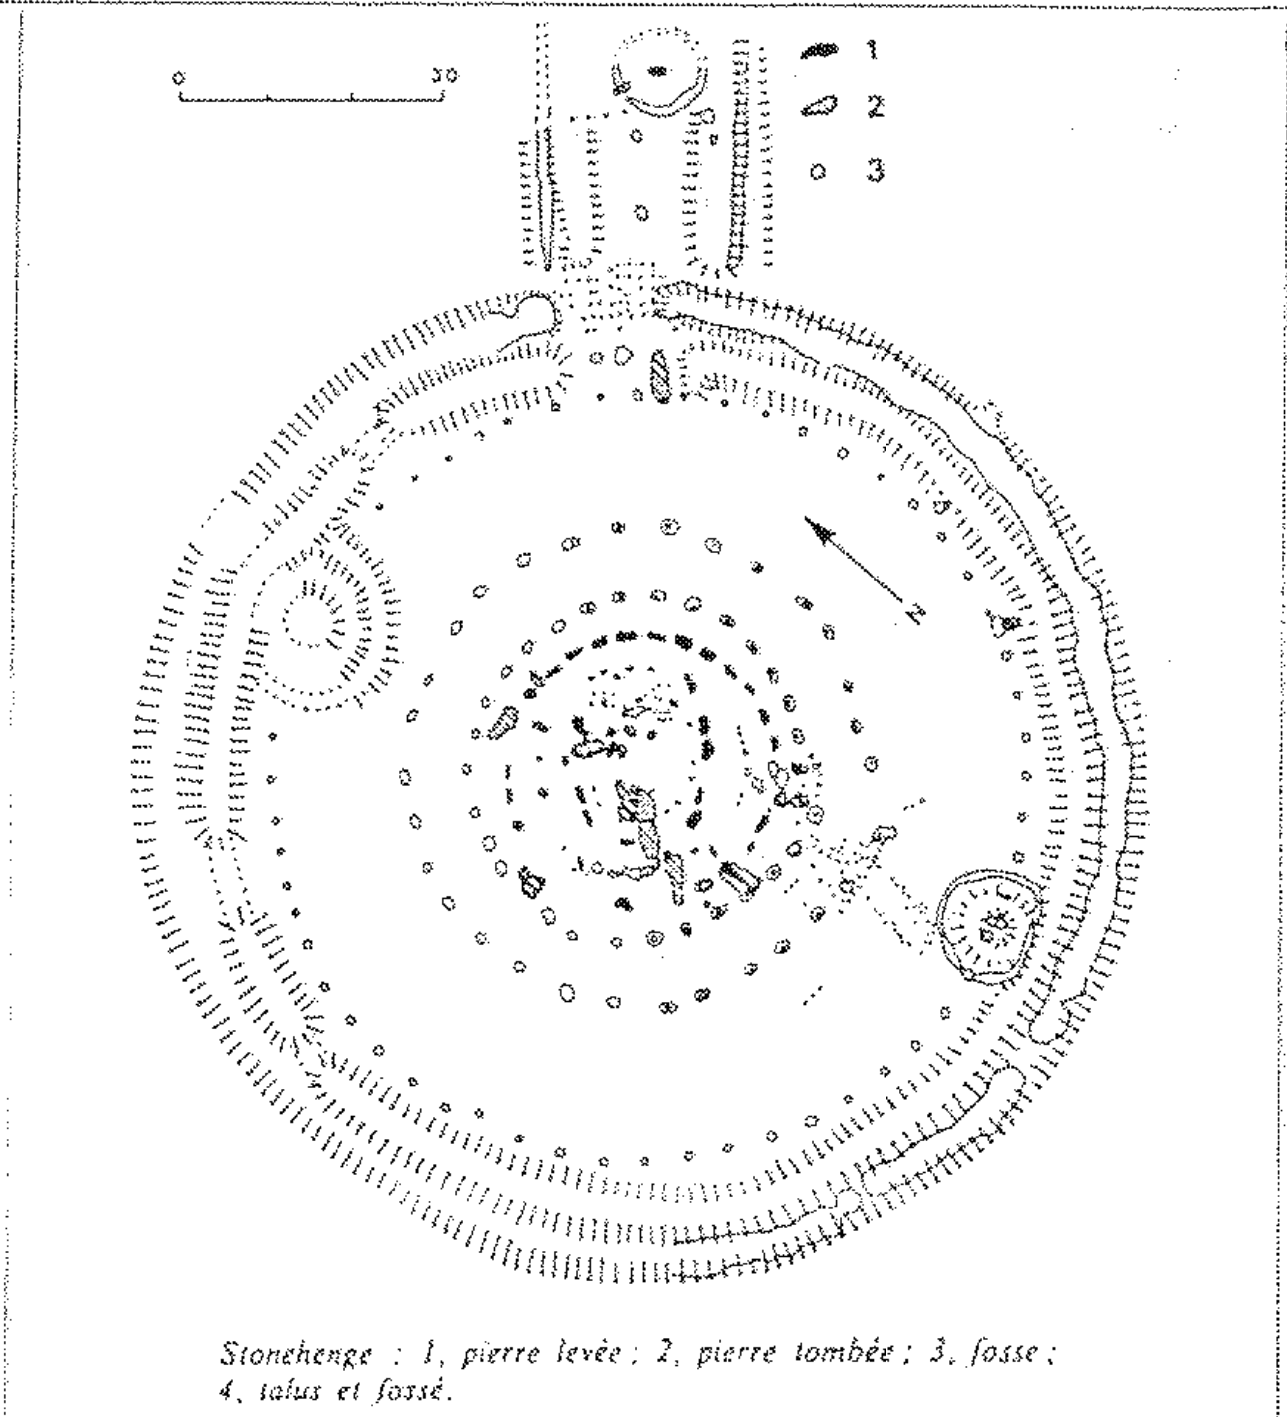 0 30
1
2
3
N
Stonehenge : 1, pierre levée ; 2, pierre tombée ; 3, fosse ;
4, talus et fossé.